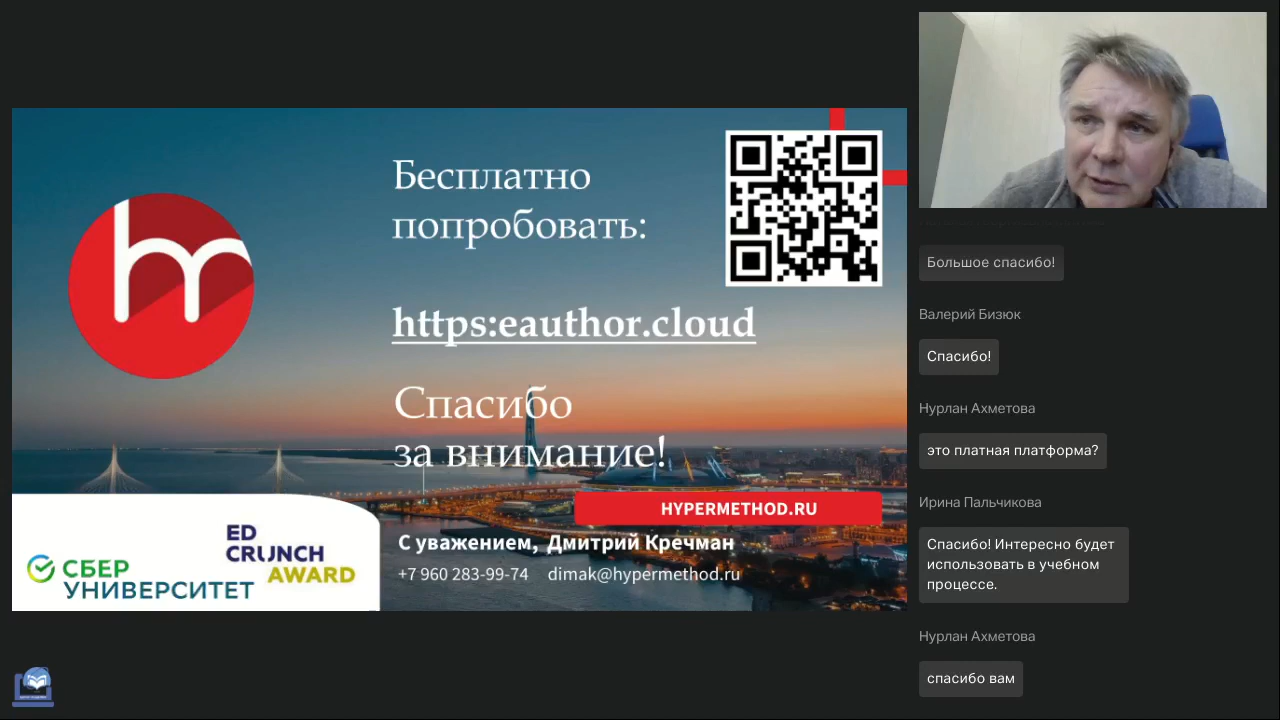 Бесплатно
попробовать:
https:eauthor.cloud
Спасибо
за внимание!
HYPERMETHOD.RU
С уважением, Дмитрий Кречман
+7 960 283-99-74 dimak@hypermethod.ru
СБЕР
УНИВЕРСИТЕТ
ED
CRUNCH
AWARD
Большое спасибо!
Валерий Бизюк
Спасибо!
Нурлан Ахметова
это платная платформа?
Ирина Пальчикова
Спасибо! Интересно будет
использовать в учебном
процессе.
Нурлан Ахметова
спасибо вам